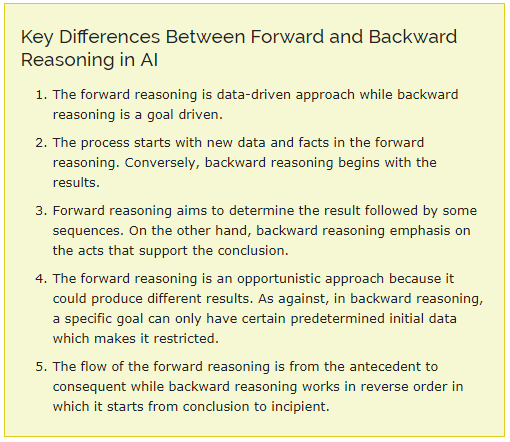 Key Differences Between Forward and Backward
Reasoning in AI
1. The forward reasoning is data-driven approach while backward
reasoning is a goal driven.
2. The process starts with new data and facts in the forward
reasoning. Conversely, backward reasoning begins with the
results.
3. Forward reasoning aims to determine the result followed by some
sequences. On the other hand, backward reasoning emphasis on
the acts that support the conclusion.
4. The forward reasoning is an opportunistic approach because it
could produce different results. As against, in backward reasoning,
a specific goal can only have certain predetermined initial data
which makes it restricted.
5. The flow of the forward reasoning is from the antecedent to
consequent while backward reasoning works in reverse order in
which it starts from conclusion to incipient.